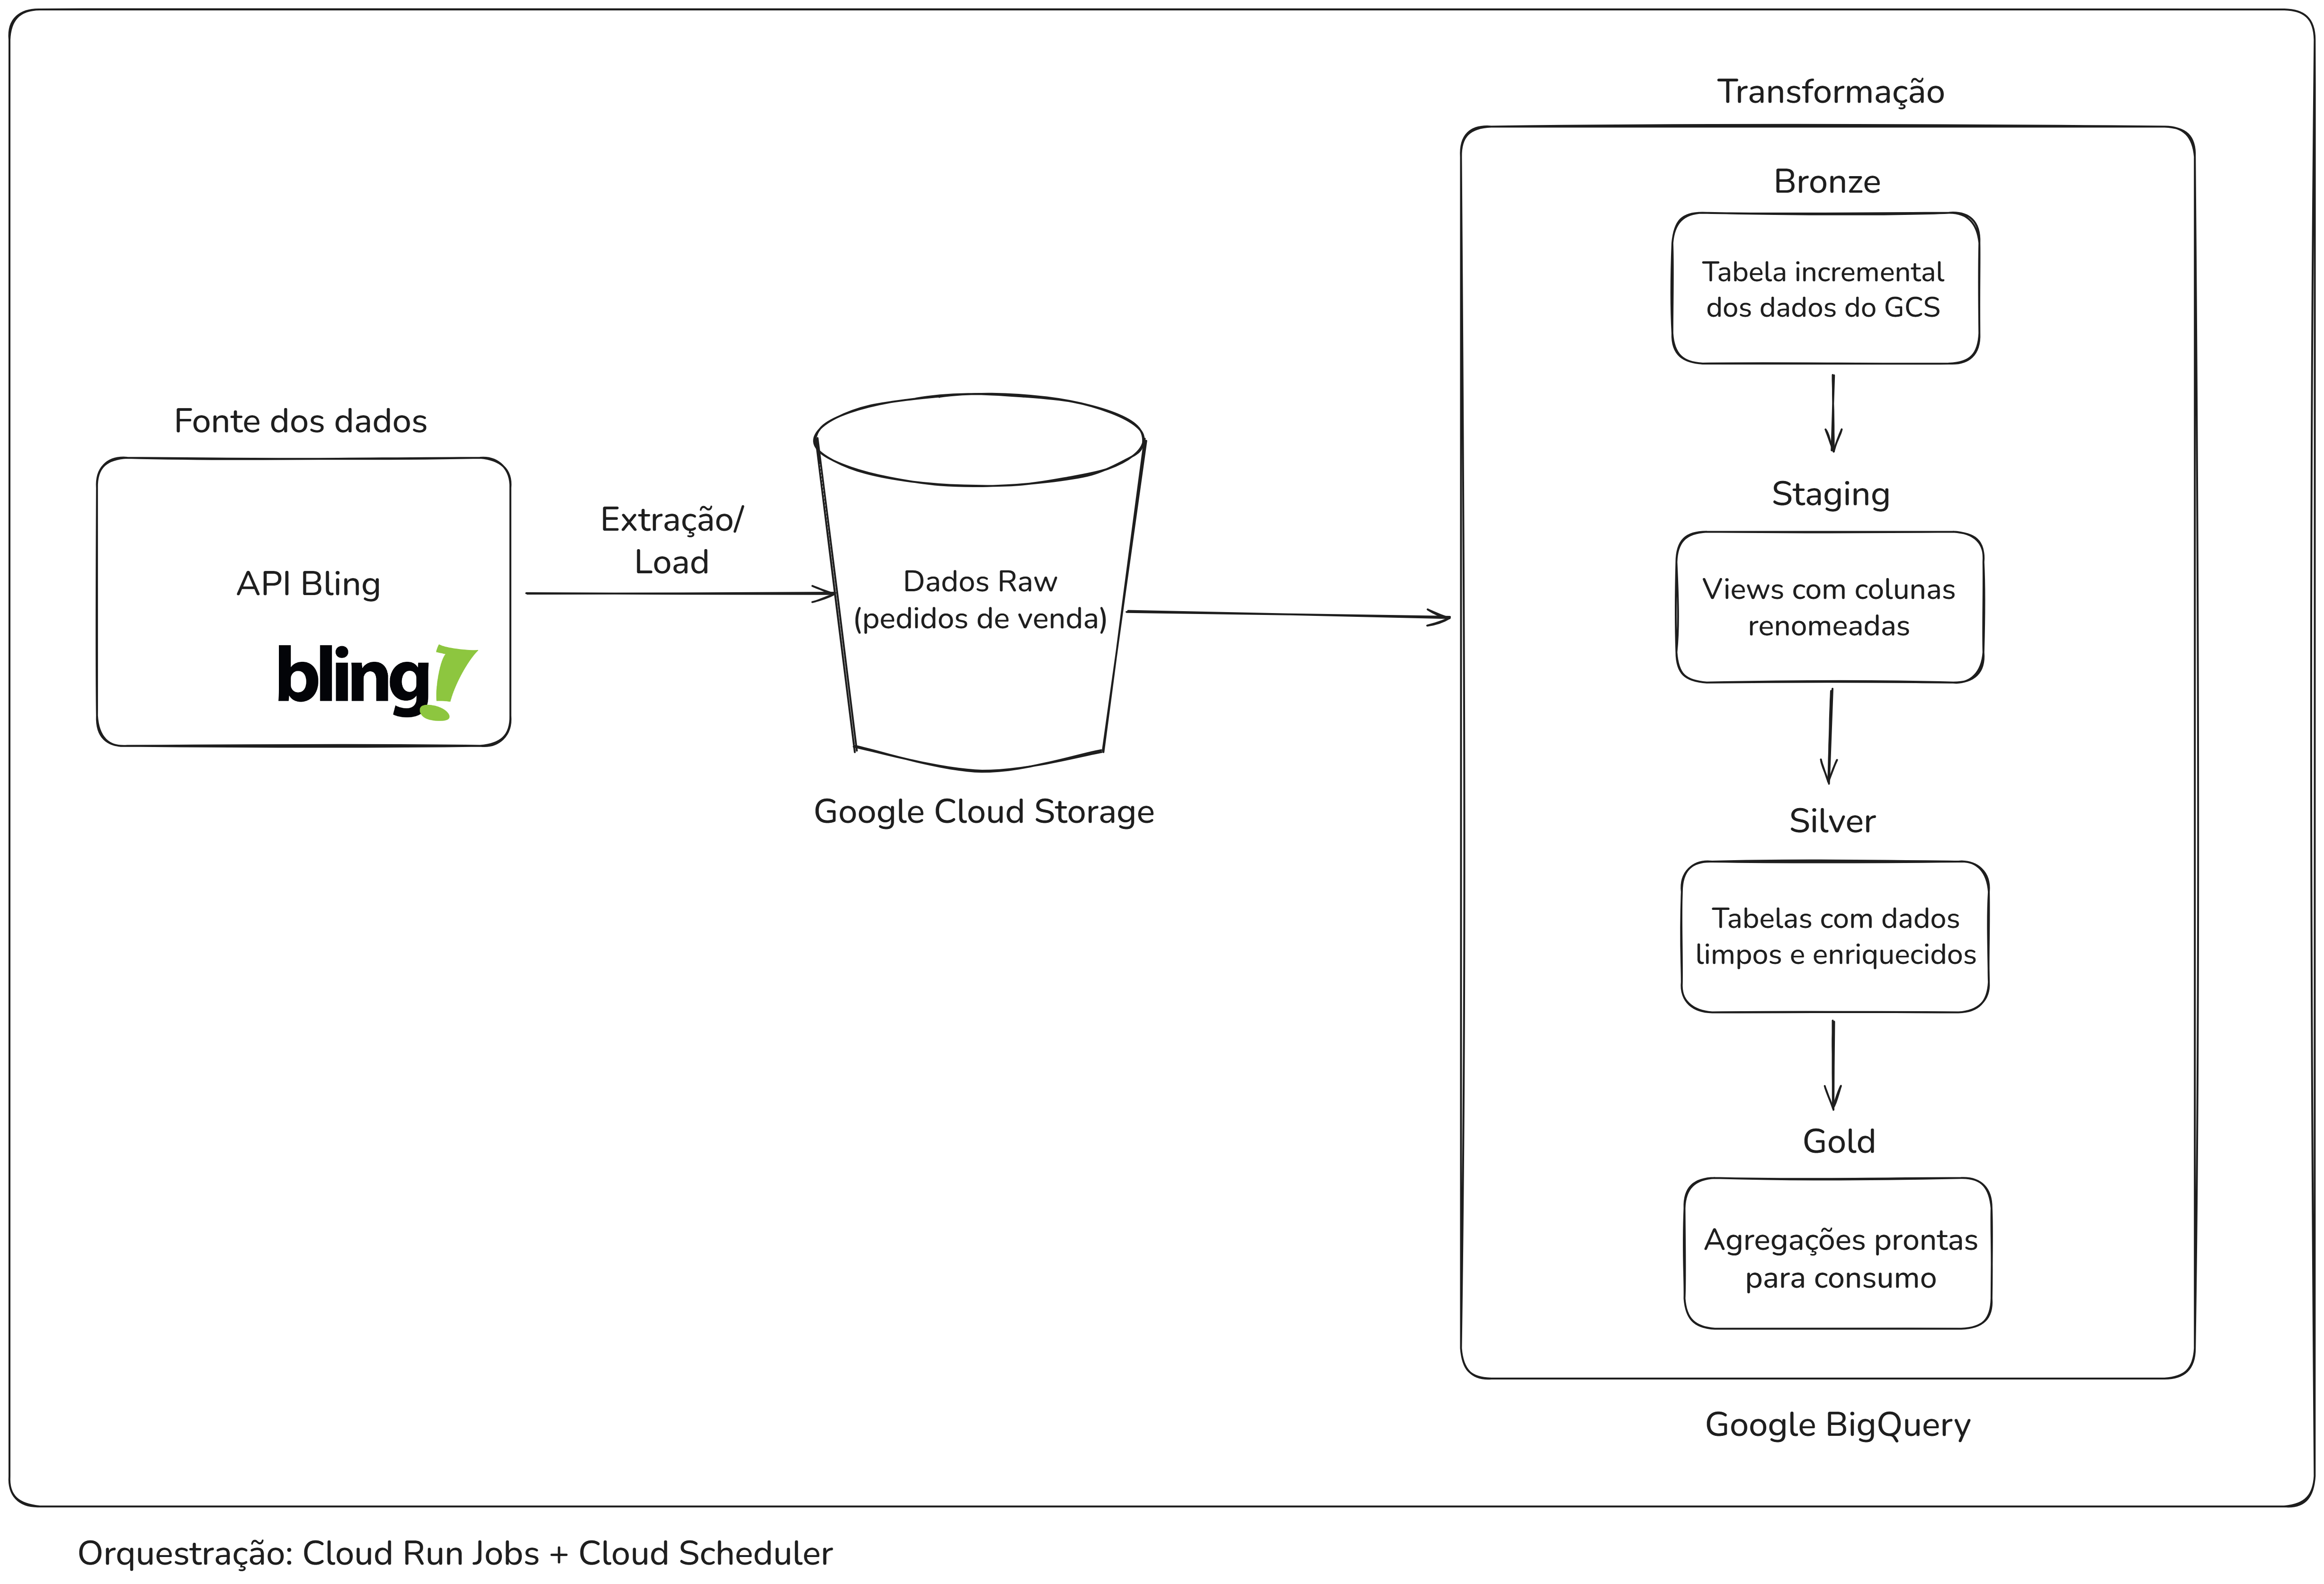 Transformação
Bronze
Tabela incremental
dos dados do GCS
Fonte dos dados
API Bling
bling!
Extração/
Load
Dados Raw
(pedidos de venda)
Google Cloud Storage
Staging
Views com colunas
renomeadas
Silver
Tabelas com dados
limpos e enriquecidos
Gold
Agregações prontas
para consumo
Google BigQuery
Orquestração: Cloud Run Jobs + Cloud Scheduler